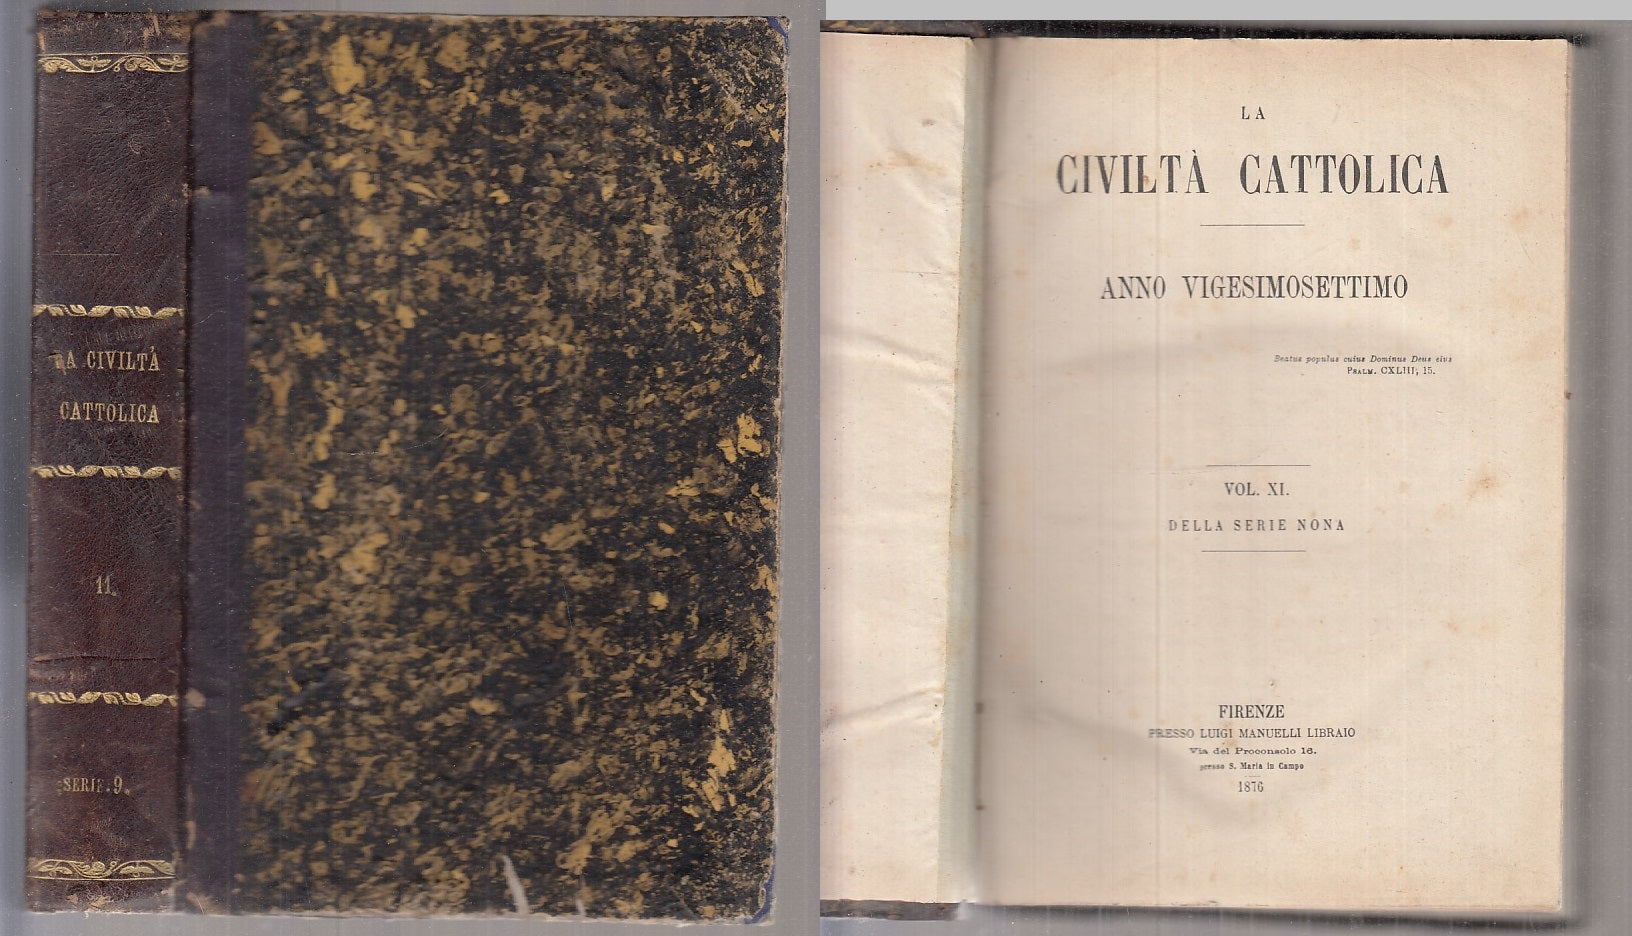 LA CIVILTÀ
CATTOLICA
11.
SERIE.9.
LA
CIVILTÀ CATTOLICA
ANNO VIGESIMOSETTIMO
Beatus populus cuius Dominus Deus eius
PSALM. CXLIII, 15.
VOL. XI.
DELLA SERIE NONA
FIRENZE
PRESSO LUIGI MANUELLI LIBRAIO
Via del Proconsolo 16.
presso S. Maria in Campo
1876